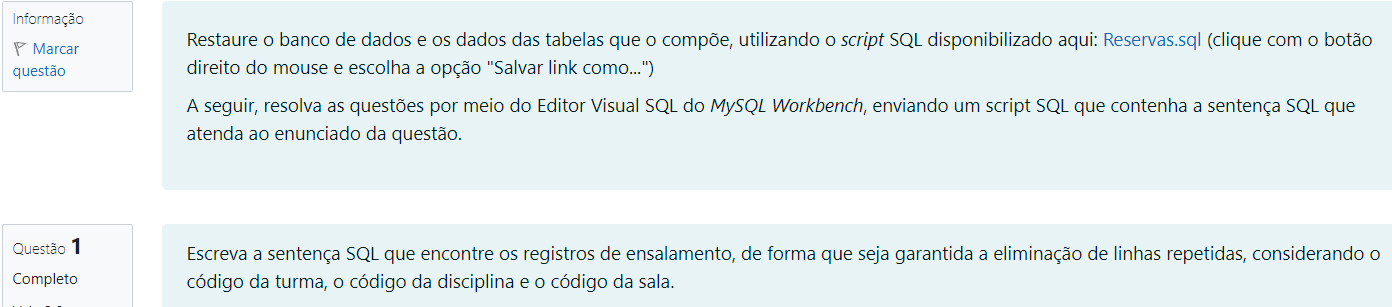 Informação
Marcar
questão
Restaure o banco de dados e os dados das tabelas que o compõe, utilizando o script SQL disponibilizado aqui: Reservas.sql (clique com o botão
direito do mouse e escolha a opção "Salvar link como...")
A seguir, resolva as questões por meio do Editor Visual SQL do MySQL Workbench, enviando um script SQL que contenha a sentença SQL que
atenda ao enunciado da questão.
Questão 1
Completo
Escreva a sentença SQL que encontre os registros de ensalamento, de forma que seja garantida a eliminação de linhas repetidas, considerando o
código da turma, o código da disciplina e o código da sala.